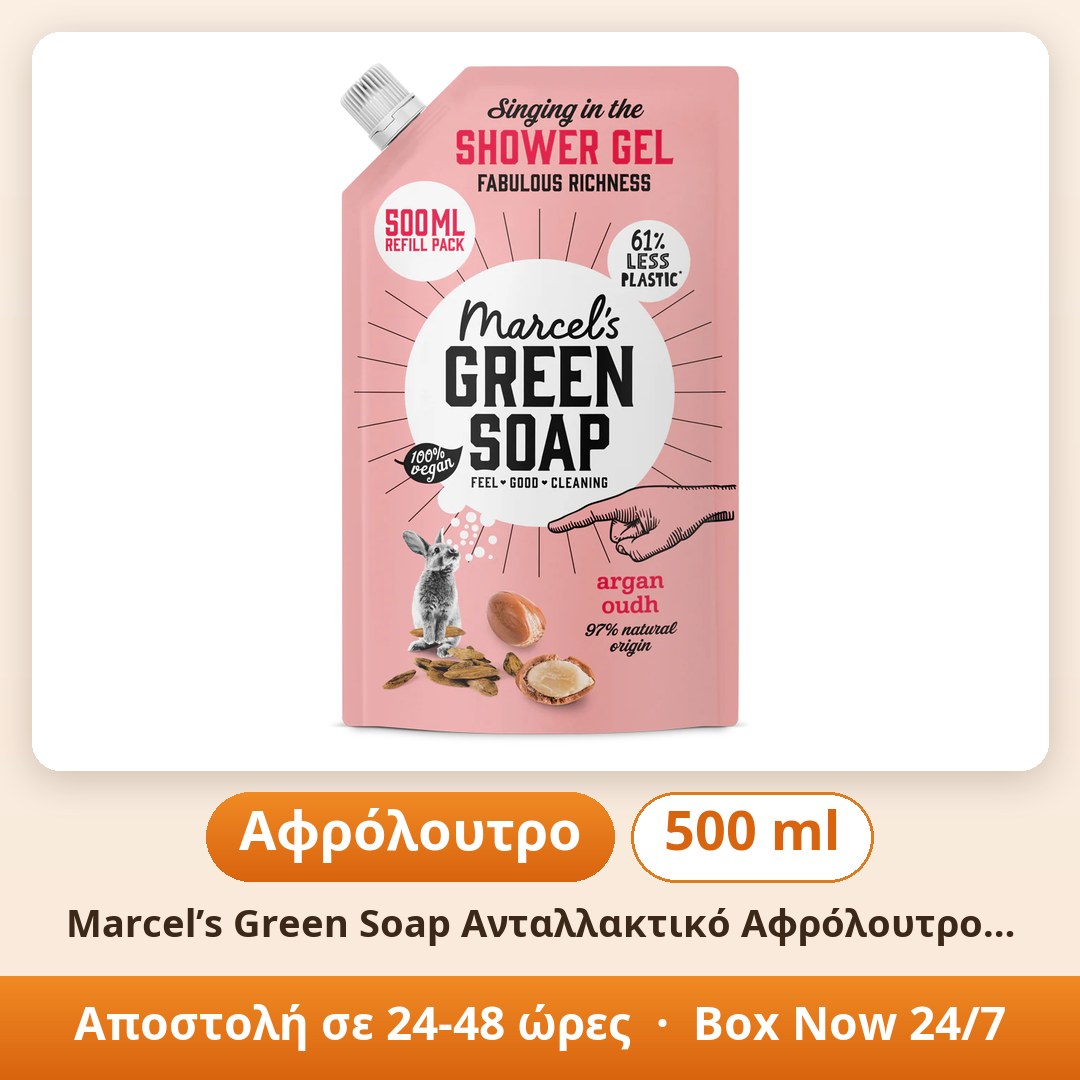 Singing in the
SHOWER GEL
FABULOUS RICHNESS
500ML
REFILL PACK
61%
LESS
PLASTIC*
Marcel's
GREEN
SOAP
100%
vegan
FEEL ♥ GOOD ♥ CLEANING
argan
oudh
97% natural
origin
Αφρόλουτρο
500 ml
Marcel’s Green Soap Ανταλλακτικό Αφρόλουτρο...
Αποστολή σε 24-48 ώρες · Box Now 24/7